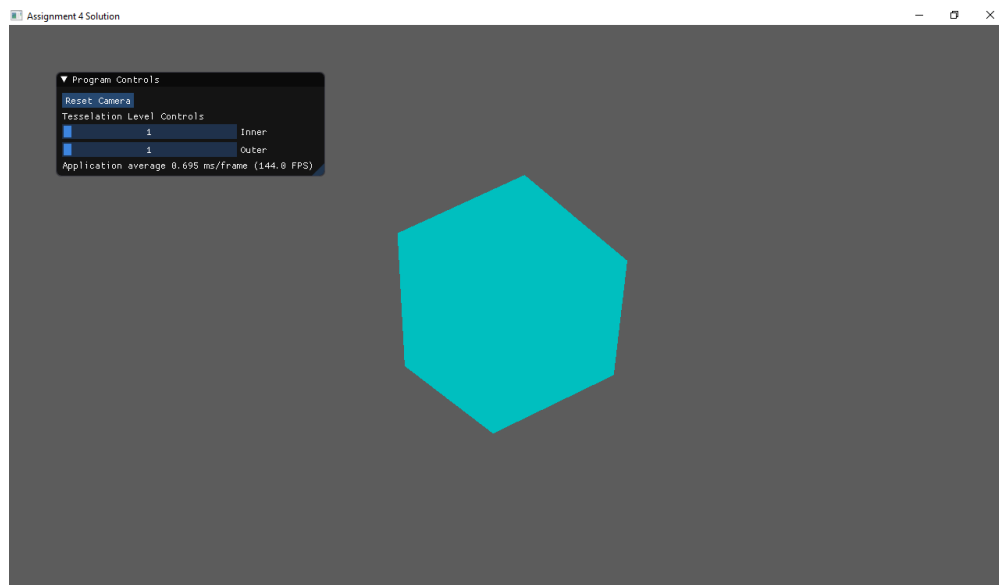 Assignment 4 Solution
Program Controls
Reset Camera
Tesselation Level Controls
1 Inner
1 Outer
Application average 0.695 ms/frame (144.0 FPS)